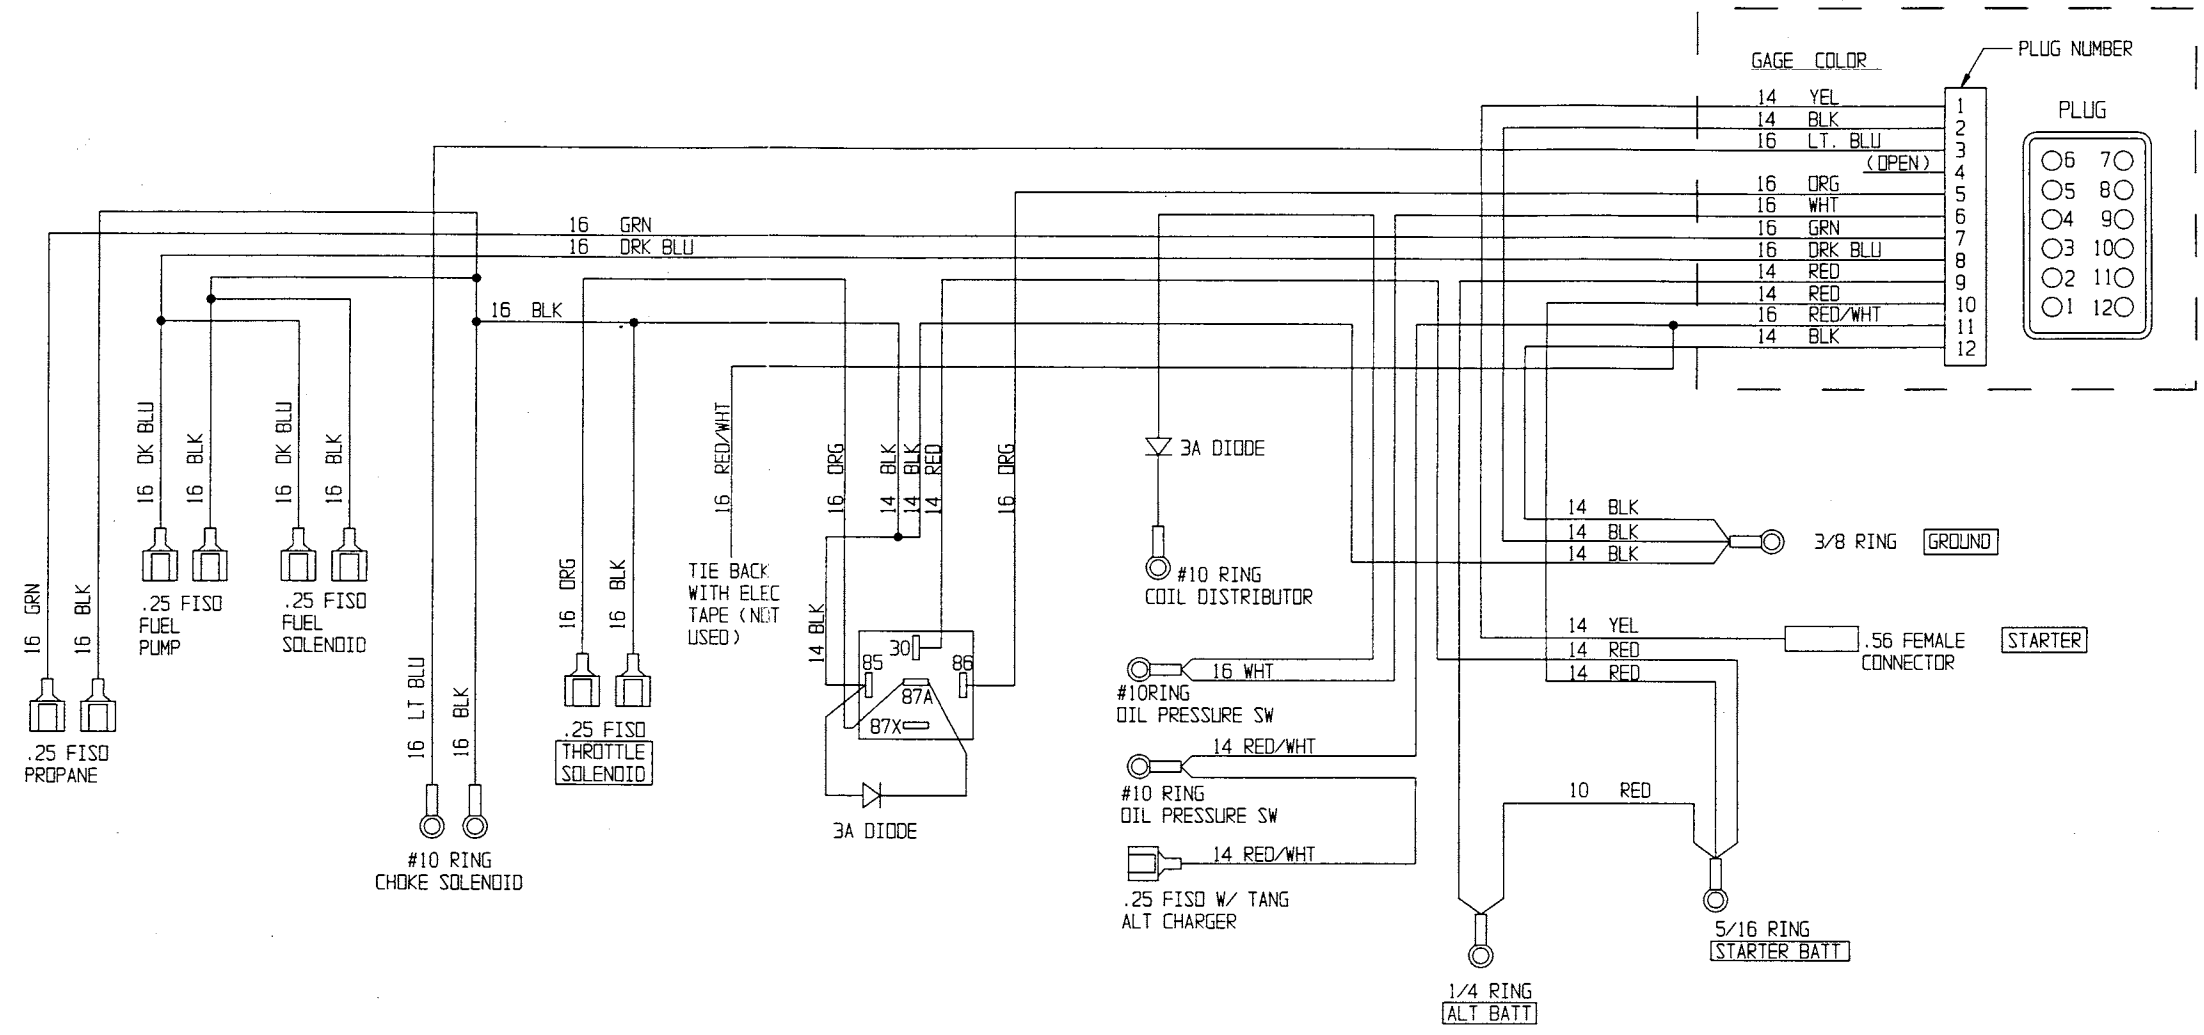 PLUG NUMBER
GAGE COLOR
PLUG
14 YEL 1
14 BLK 2
16 LT. BLU 3
(OPEN) 4
16 ORG 5
16 WHT 6
16 GRN 7
16 DRK BLU 8
14 RED 9
14 RED 10
16 RED/WHT 11
14 BLK 12
6 7
5 8
4 9
3 10
2 11
1 12
16 GRN
16 DRK BLU
16 BLK
16 DK BLU
16 BLK
16 DK BLU
16 BLK
16 RED/WHT
16 ORG
14 BLK
14 BLK
14 RED
16 ORG
3A DIODE
#10 RING
COIL DISTRIBUTOR
14 BLK
14 BLK
14 BLK
3/8 RING
GROUND
16 GRN
16 BLK
.25 FISO
FUEL
PUMP
.25 FISO
FUEL
SOLENOID
16 ORG
16 BLK
TIE BACK
WITH ELEC
TAPE (NOT
USED)
14 BLK
30
85
86
87A
87X
14 YEL
14 RED
14 RED
.56 FEMALE
CONNECTOR
STARTER
16 WHT
#10RING
OIL PRESSURE SW
16 LT BLU
16 BLK
.25 FISO
PROPANE
.25 FISO
THROTTLE
SOLENOID
14 RED/WHT
#10 RING
OIL PRESSURE SW
10 RED
3A DIODE
14 RED/WHT
#10 RING
CHOKE SOLENOID
.25 FISO W/ TANG
ALT CHARGER
5/16 RING
STARTER BATT
1/4 RING
ALT BATT